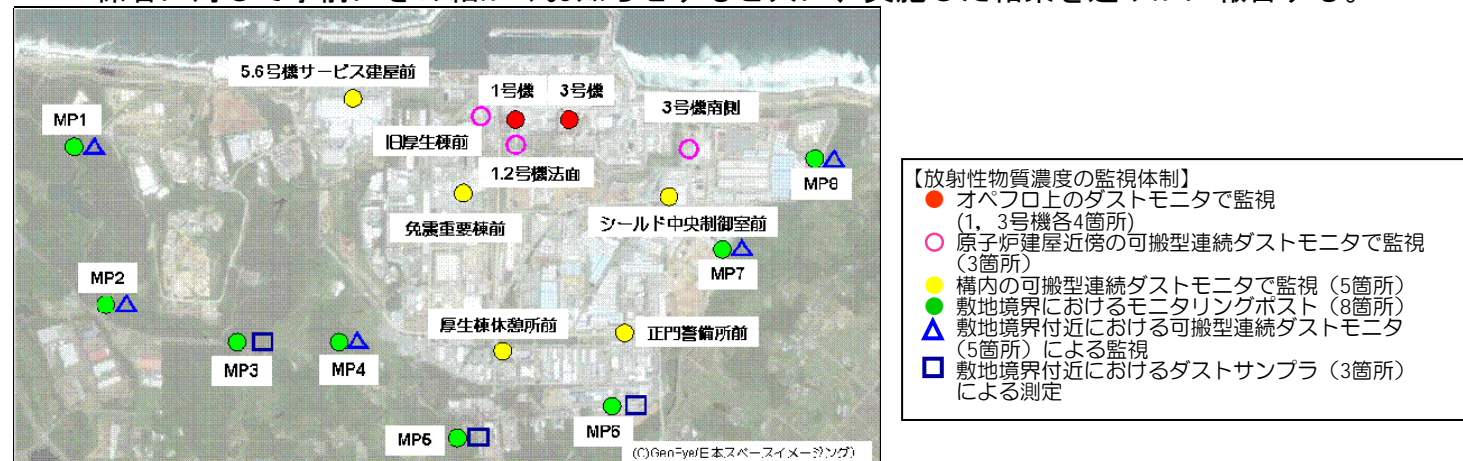 5.6号機サービス建屋前
1号機
3号機
3号機南側
MP1
旧厚生棟前
1.2号機法面
MP8
免震重要棟前
シールド中央制御室前
MP7
MP2
厚生棟休憩所前
正門警備所前
MP3
MP4
MP5
MP6
(C)GeoEye/日本スペースイメージング)
【放射性物質濃度の監視体制】
オペフロ上のダストモニタで監視
(1, 3号機各4箇所)
原子炉建屋近傍の可搬型連続ダストモニタで監視
(3箇所)
構内の可搬型連続ダストモニタで監視（5箇所）
敷地境界におけるモニタリングポスト（8箇所）
敷地境界付近における可搬型連続ダストモニタ
（5箇所）による監視
敷地境界付近におけるダストサンプラ（3箇所）
による測定